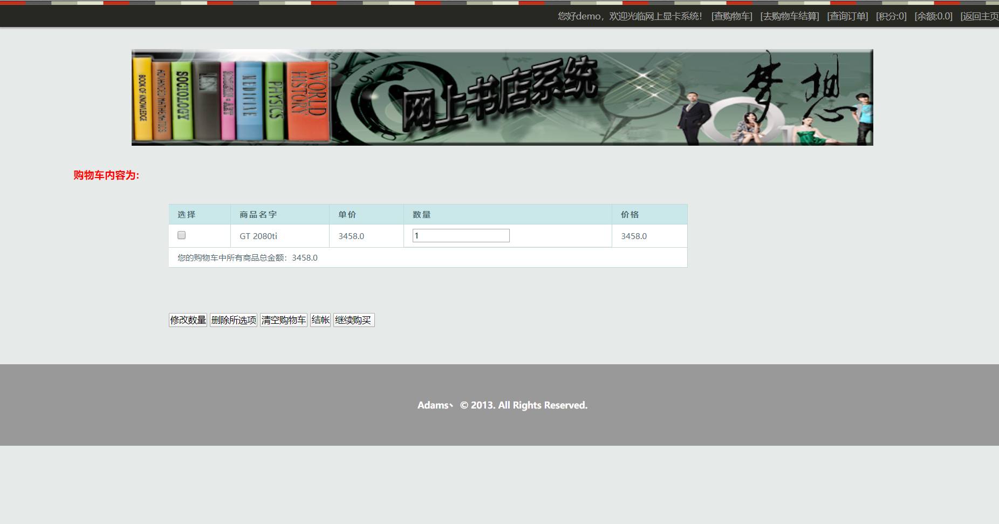 您好demo，欢迎光临网上显卡系统！ [查购物车] [去购物车结算] [查询订单] [积分:0] [余额:0.0] [返回主页
BOOK OF KNOWLEDGE
ADVANCED MATHEMATICS
SOCIOLOGY
MEDICINE
PHYSICS
WORLD HISTORY
网上书店系统
梦想
购物车内容为:
选择 商品名字 单价 数量 价格
GT 2080ti 3458.0 1 3458.0
您的购物车中所有商品总金额：3458.0
修改数量 删除所选项 清空购物车 结帐 继续购买
Adams丶 © 2013. All Rights Reserved.